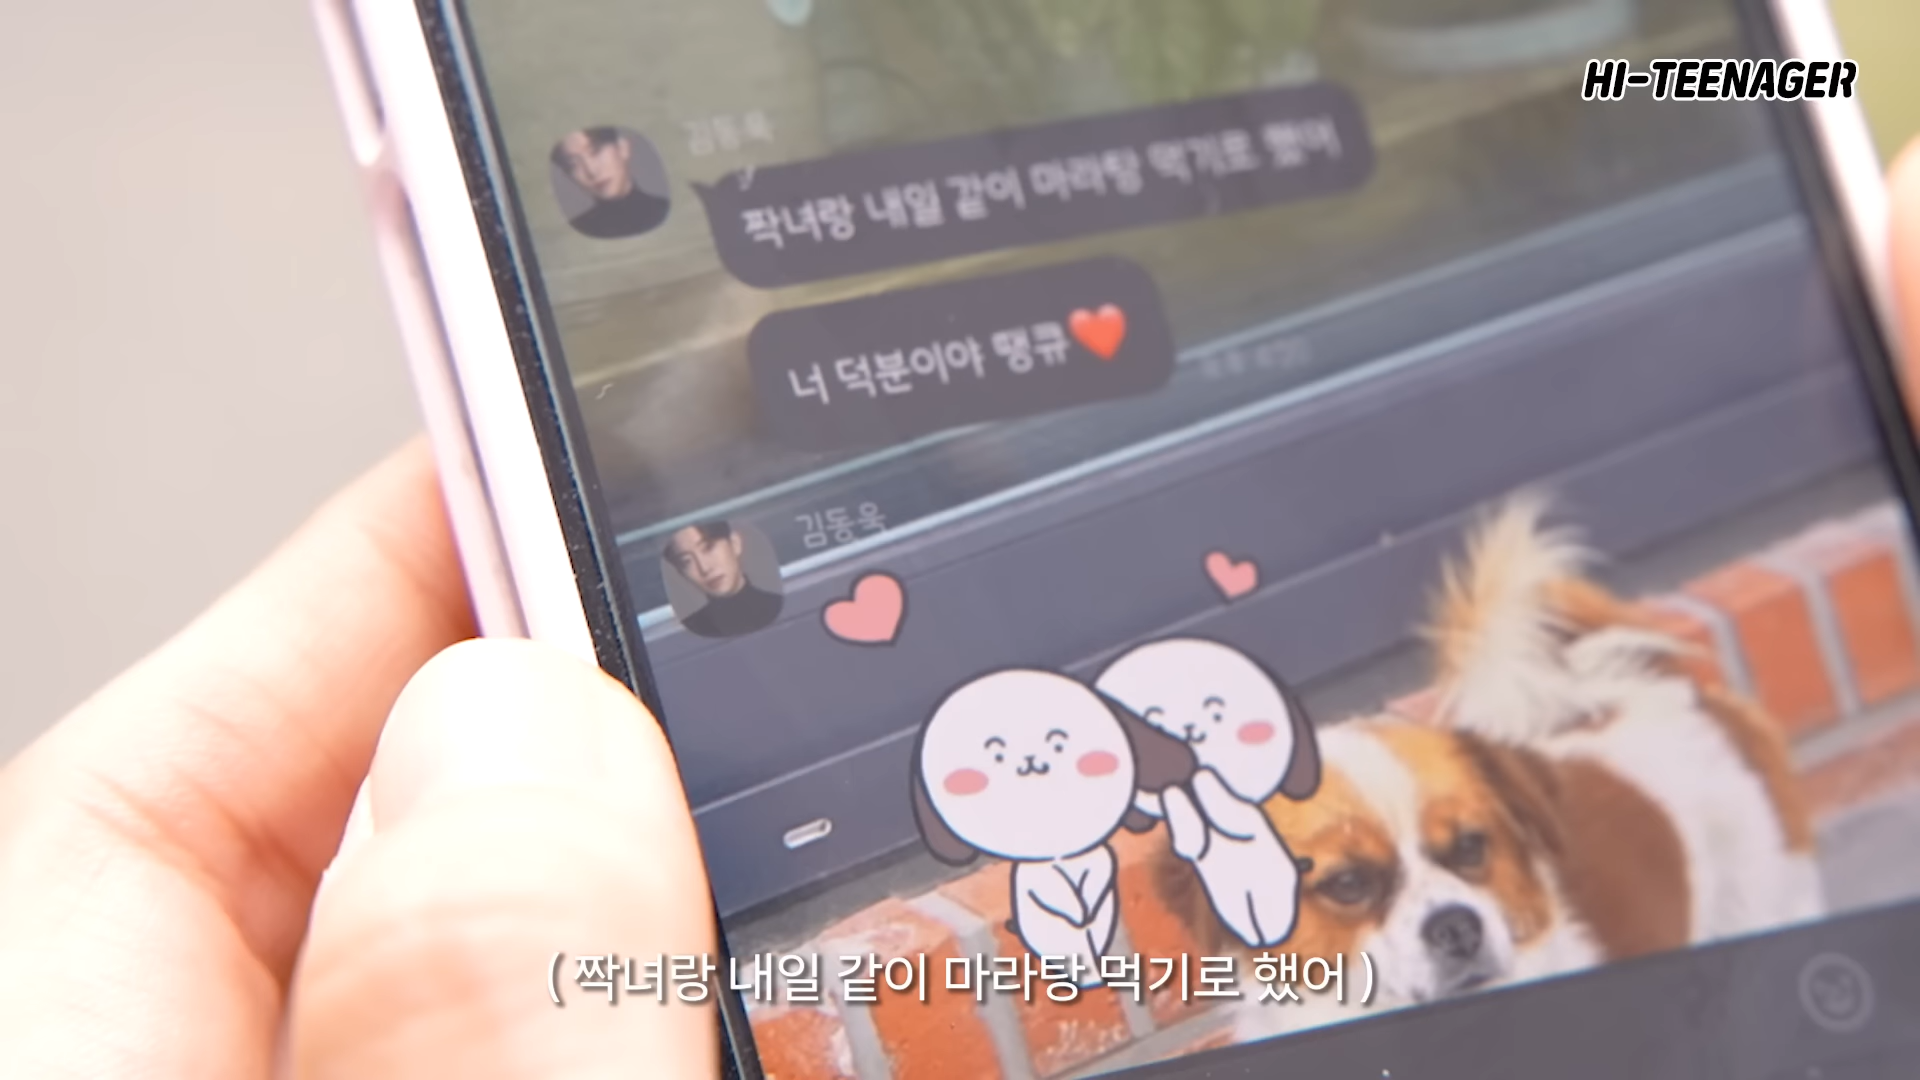 HI-TEENAGER
김동욱
짝녀랑 내일 같이 마라탕 먹기로 했어
너 덕분이야 땡큐❤️
김동욱
( 짝녀랑 내일 같이 마라탕 먹기로 했어 )